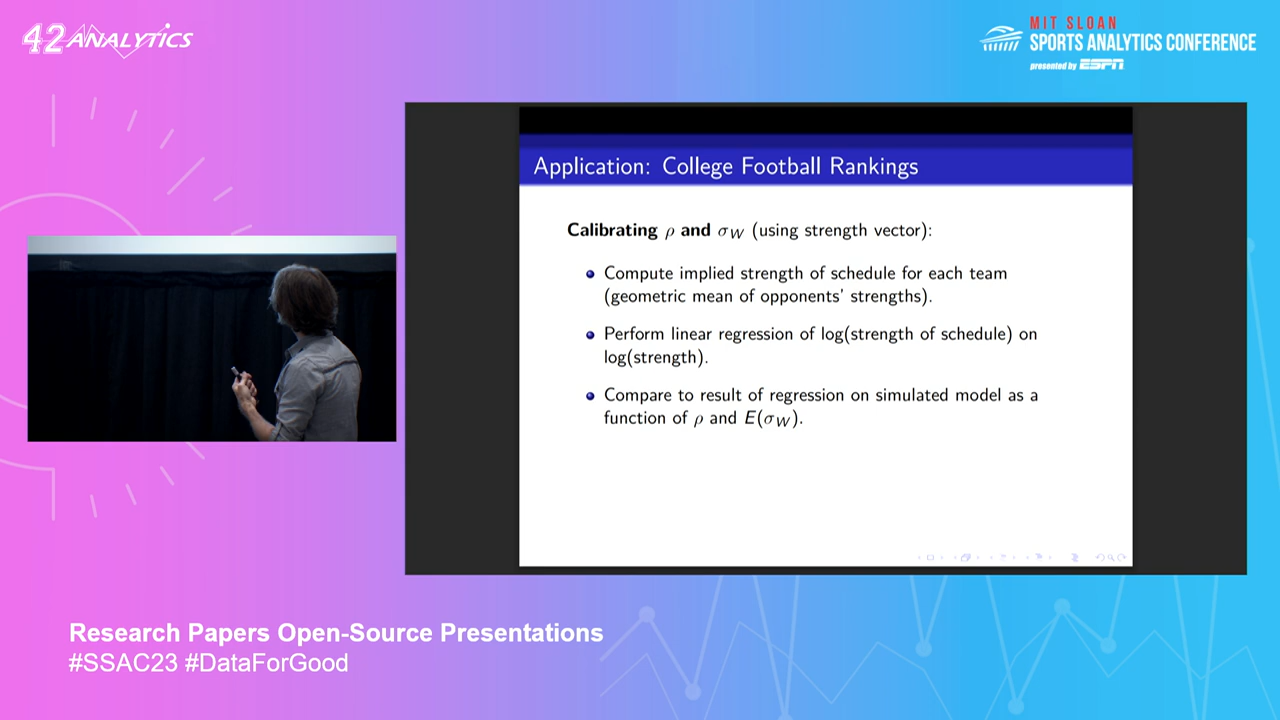 42 ANALYTICS
MIT SLOAN
SPORTS ANALYTICS CONFERENCE
presented by ESPN
Application: College Football Rankings
Calibrating ρ and σ_W (using strength vector):
• Compute implied strength of schedule for each team
(geometric mean of opponents' strengths).
• Perform linear regression of log(strength of schedule) on
log(strength).
• Compare to result of regression on simulated model as a
function of ρ and E(σ_W).
Research Papers Open-Source Presentations
#SSAC23 #DataForGood